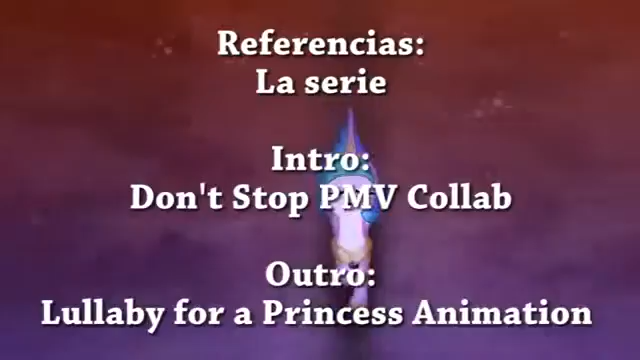 Referencias:
La serie
Intro:
Don't Stop PMV Collab
Outro:
Lullaby for a Princess Animation